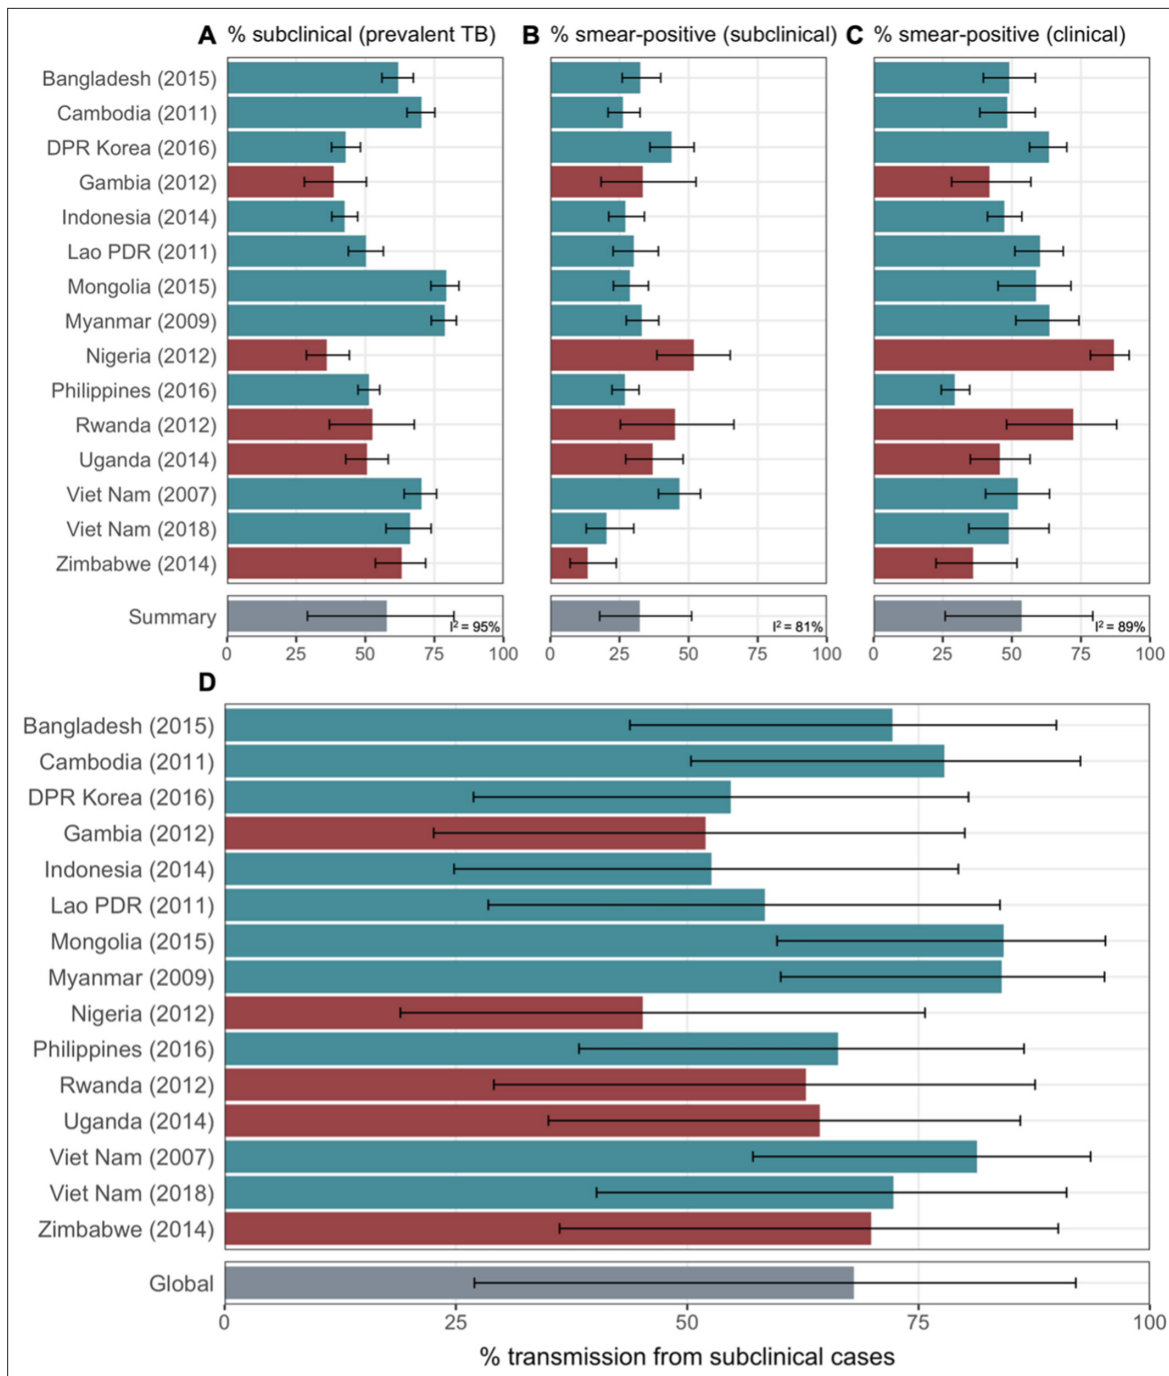 A % subclinical (prevalent TB) B % smear-positive (subclinical) C % smear-positive (clinical)
Bangladesh (2015)
Cambodia (2011)
DPR Korea (2016)
Gambia (2012)
Indonesia (2014)
Lao PDR (2011)
Mongolia (2015)
Myanmar (2009)
Nigeria (2012)
Philippines (2016)
Rwanda (2012)
Uganda (2014)
Viet Nam (2007)
Viet Nam (2018)
Zimbabwe (2014)
Summary I² = 95% I² = 81% I² = 89%
0 25 50 75 100 0 25 50 75 100 0 25 50 75 100
D
Bangladesh (2015)
Cambodia (2011)
DPR Korea (2016)
Gambia (2012)
Indonesia (2014)
Lao PDR (2011)
Mongolia (2015)
Myanmar (2009)
Nigeria (2012)
Philippines (2016)
Rwanda (2012)
Uganda (2014)
Viet Nam (2007)
Viet Nam (2018)
Zimbabwe (2014)
Global
0 25 50 75 100
% transmission from subclinical cases